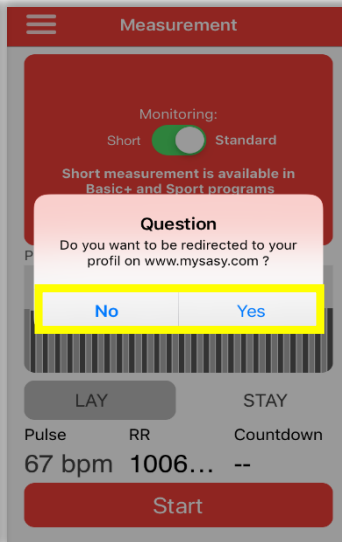 Measurement
Monitoring:
Short Standard
Short measurement is available in
Basic+ and Sport programs
Question
Do you want to be redirected to your
profil on www.mysasy.com ?
No Yes
LAY STAY
Pulse RR Countdown
67 bpm 1006... --
Start